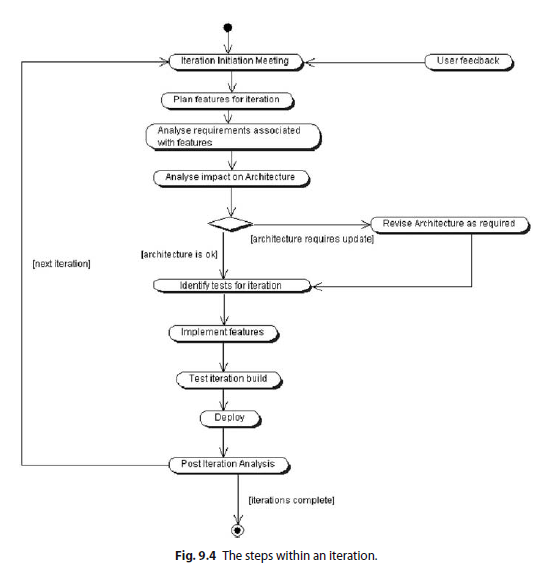 Iteration Initiation Meeting
User feedback
Plan features for iteration
Analyse requirements associated
with features
Analyse impact on Architecture
Revise Architecture as required
[architecture requires update]
[architecture is ok]
[next iteration]
Identify tests for iteration
Implement features
Test iteration build
Deploy
Post Iteration Analysis
[iterations complete]
Fig. 9.4 The steps within an iteration.